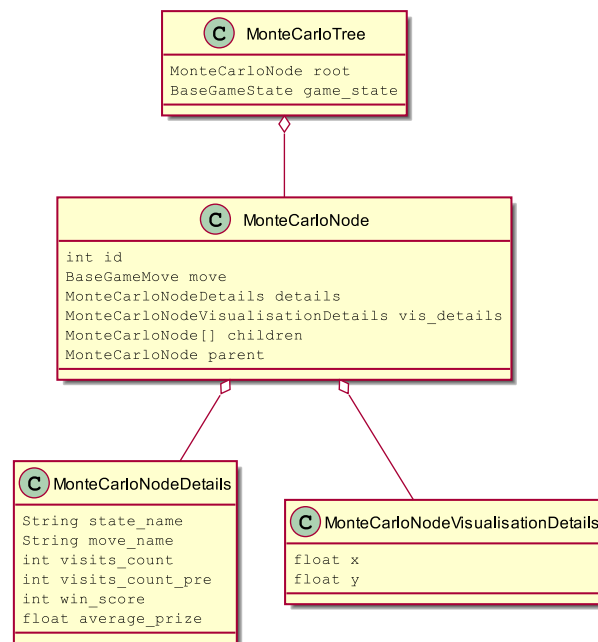 C MonteCarloTree
MonteCarloNode root
BaseGameState game_state
C MonteCarloNode
int id
BaseGameMove move
MonteCarloNodeDetails details
MonteCarloNodeVisualisationDetails vis_details
MonteCarloNode[] children
MonteCarloNode parent
C MonteCarloNodeDetails
String state_name
String move_name
int visits_count
int visits_count_pre
int win_score
float average_prize
C MonteCarloNodeVisualisationDetails
float x
float y